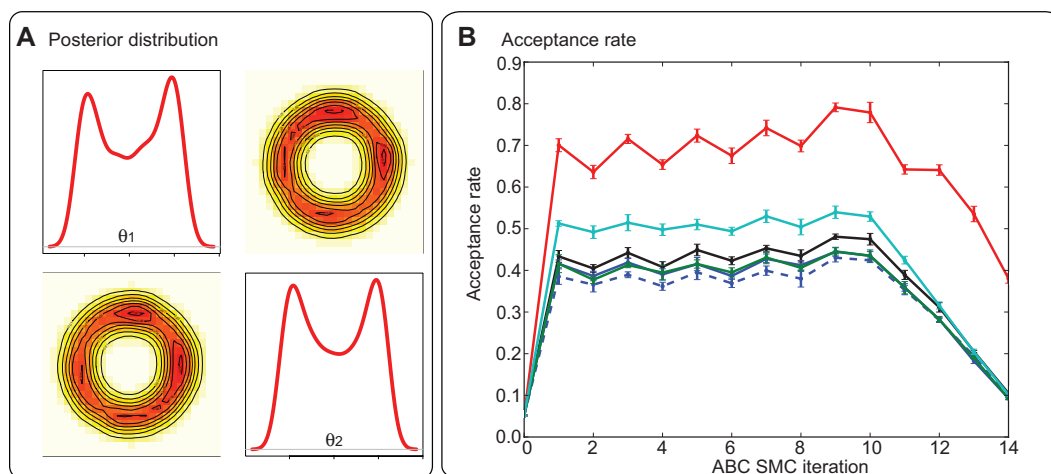 A Posterior distribution
θ1
θ2
B Acceptance rate
Acceptance rate
0.9
0.8
0.7
0.6
0.5
0.4
0.3
0.2
0.1
0.0
0 2 4 6 8 10 12 14
ABC SMC iteration